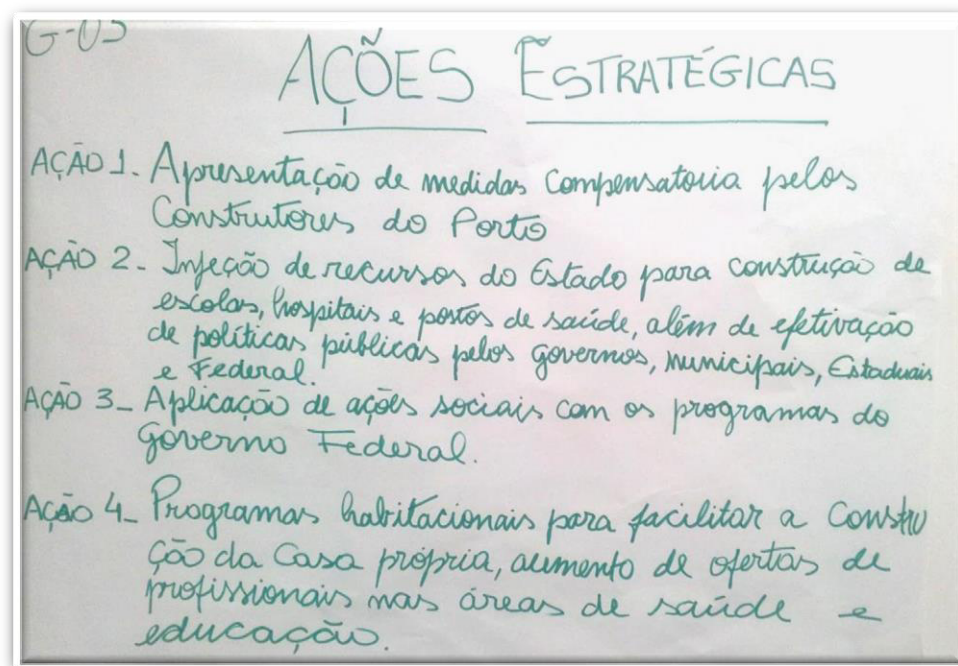 G-05
AÇÕES ESTRATÉGICAS
AÇÃO 1. Apresentação de medidas Compensatoria pelos
Construtores do Porto
AÇÃO 2- Injeção de recursos do Estado para construção de
escolas, hospitais e postos de saúde, além de efetivação
de políticas públicas pelos governos, municipais, Estaduais
e Federal.
AÇÃO 3- Aplicação de ações sociais com os programas do
governo Federal.
AÇÃO 4- Programas habitacionais para facilitar a Constru
ção da Casa própria, aumento de ofertas de
profissionais nas áreas de saúde e
educação.